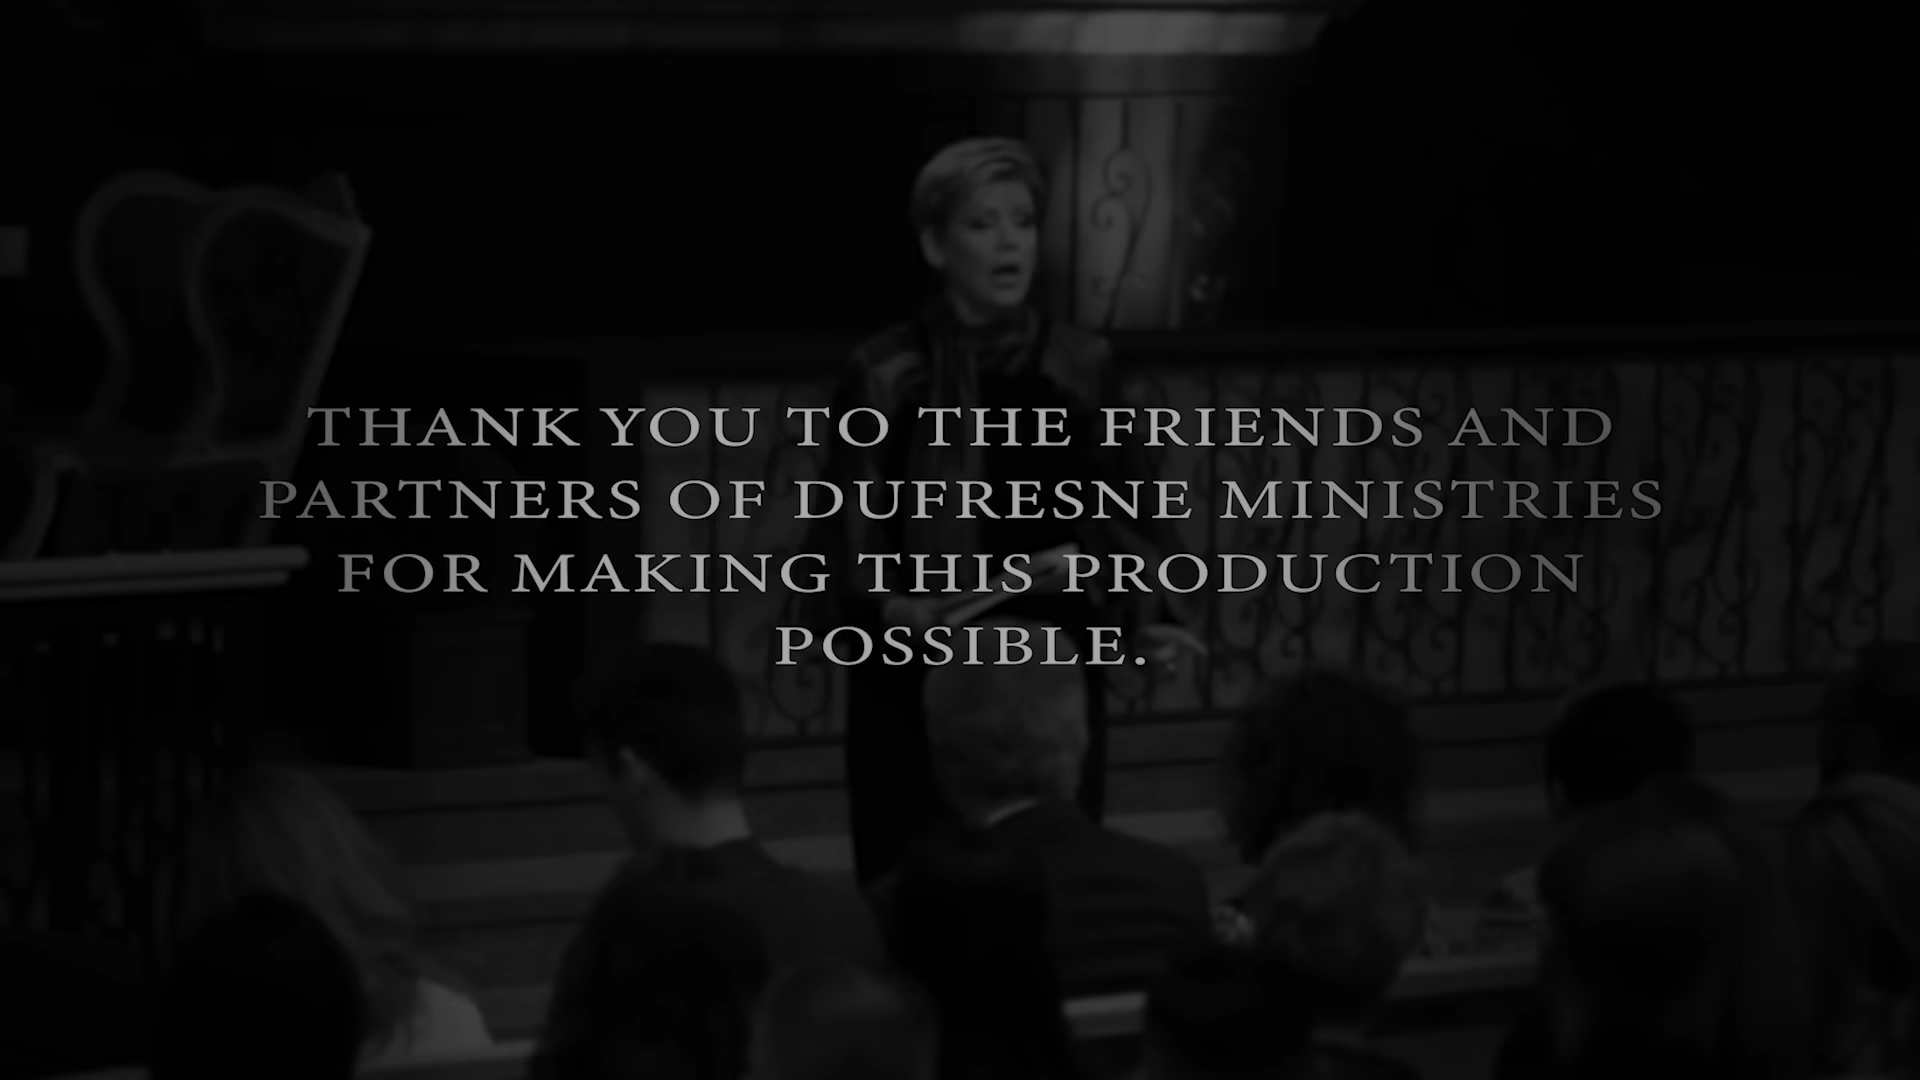 THANK YOU TO THE FRIENDS AND
PARTNERS OF DUFRESNE MINISTRIES
FOR MAKING THIS PRODUCTION
POSSIBLE.